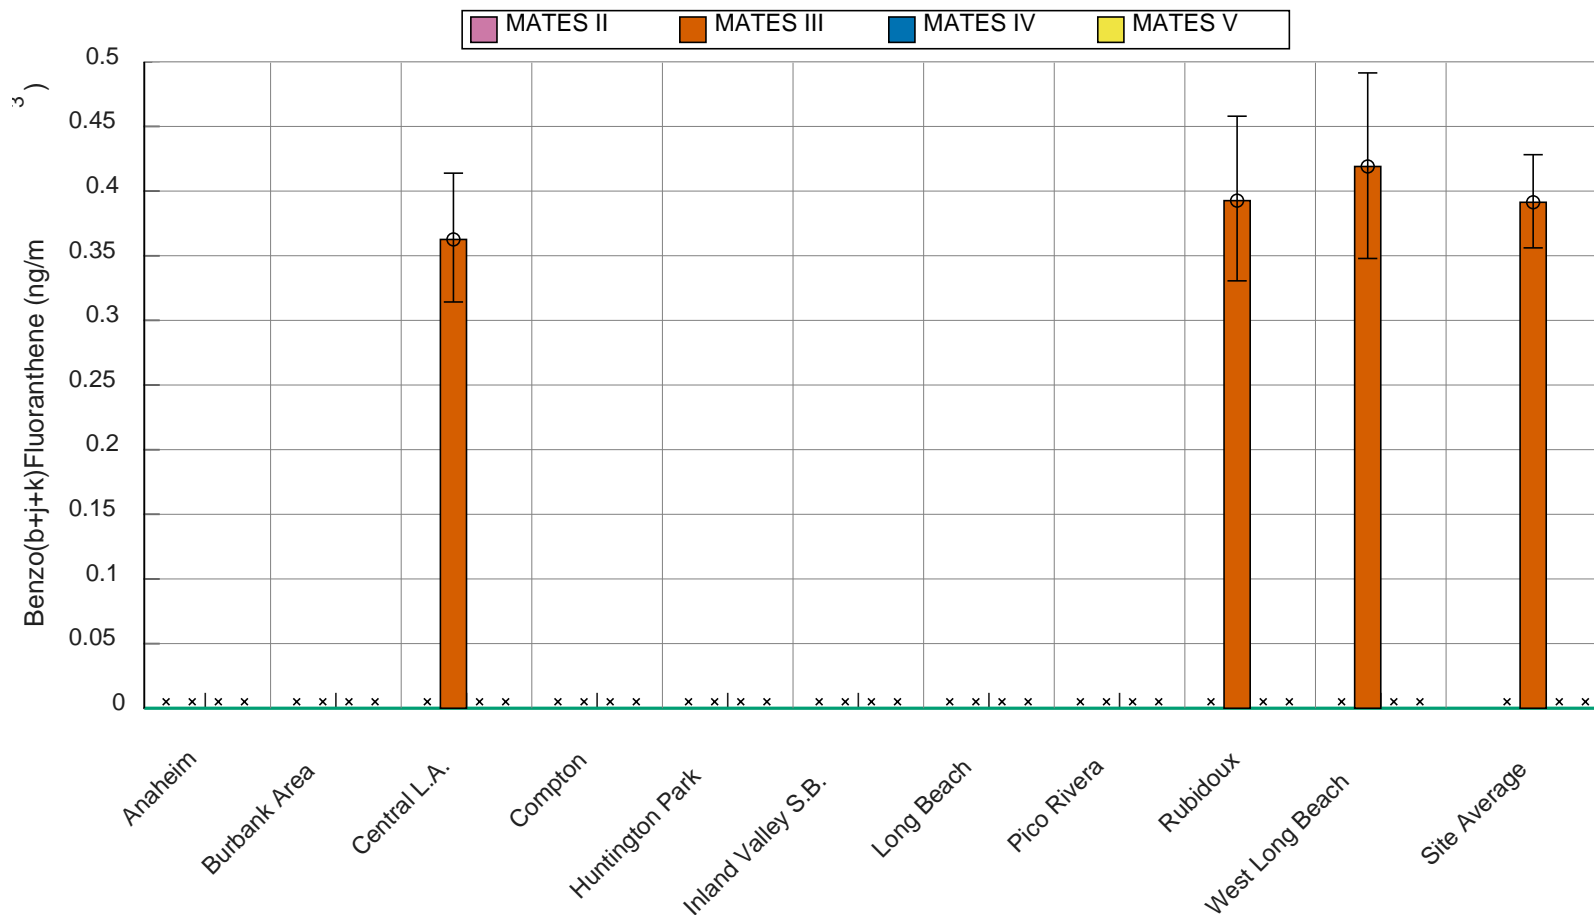 MATES II MATES III MATES IV MATES V
Benzo(b+j+k)Fluoranthene (ng/m3)
0.5
0.45
0.4
0.35
0.3
0.25
0.2
0.15
0.1
0.05
0
Anaheim
Burbank Area
Central L.A.
Compton
Huntington Park
Inland Valley S.B.
Long Beach
Pico Rivera
Rubidoux
West Long Beach
Site Average